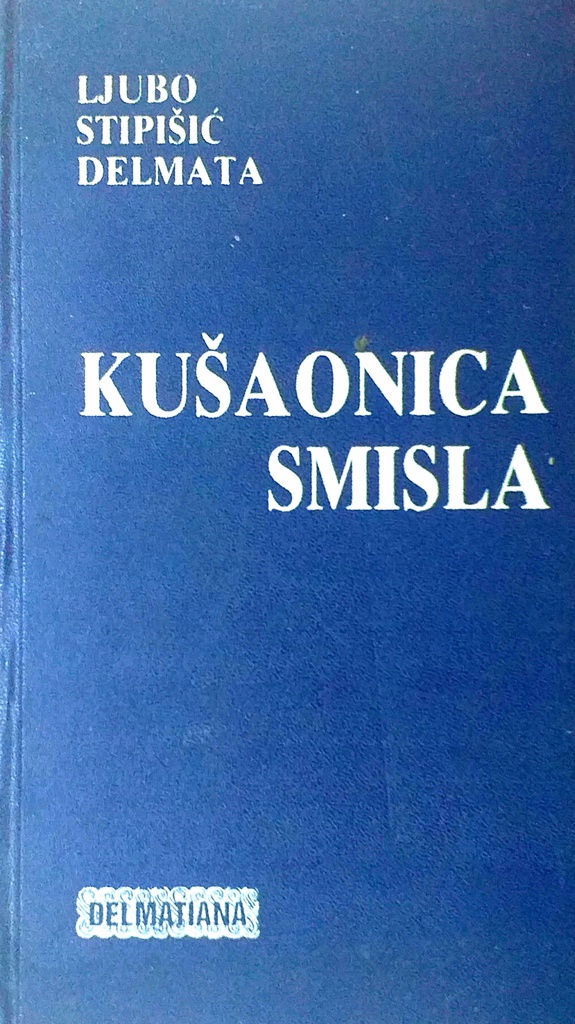 LJUBO
STIPIŠIĆ
DELMATA
KUŠAONICA
SMISLA
DELMATIANA